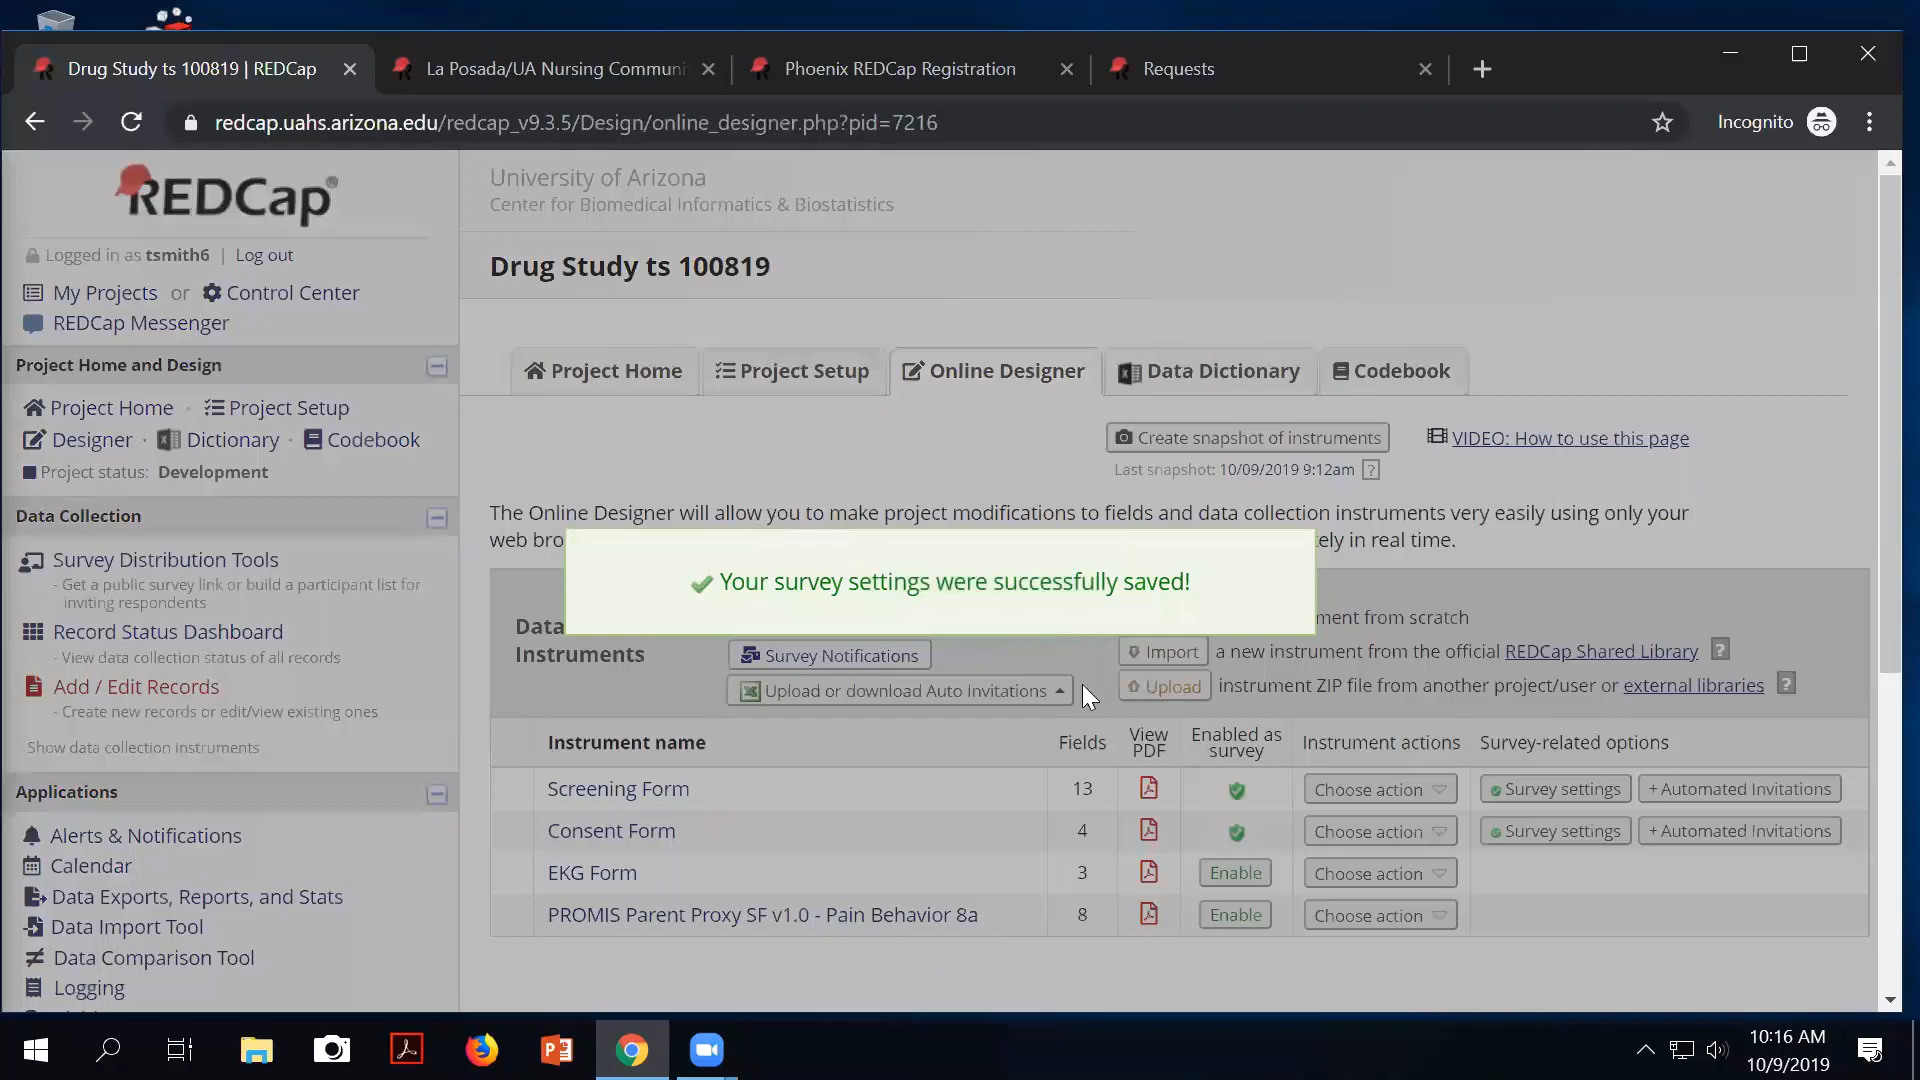 Drug Study ts 100819 | REDCap
La Posada/UA Nursing Communi
Phoenix REDCap Registration
Requests
redcap.uahs.arizona.edu/redcap_v9.3.5/Design/online_designer.php?pid=7216
Incognito
REDCap®
Logged in as tsmith6 | Log out
My Projects or Control Center
REDCap Messenger
Project Home and Design
Project Home · Project Setup
Designer · Dictionary · Codebook
Project status: Development
Data Collection
Survey Distribution Tools
- Get a public survey link or build a participant list for
inviting respondents
Record Status Dashboard
- View data collection status of all records
Add / Edit Records
- Create new records or edit/view existing ones
Show data collection instruments
Applications
Alerts & Notifications
Calendar
Data Exports, Reports, and Stats
Data Import Tool
Data Comparison Tool
Logging
University of Arizona
Center for Biomedical Informatics & Biostatistics
Drug Study ts 100819
Project Home
Project Setup
Online Designer
Data Dictionary
Codebook
Create snapshot of instruments
VIDEO: How to use this page
Last snapshot: 10/09/2019 9:12am ?
The Online Designer will allow you to make project modifications to fields and data collection instruments very easily using only your
web bro
ely in real time.
Your survey settings were successfully saved!
Data
Instruments
Survey Notifications
Upload or download Auto Invitations
ment from scratch
Import a new instrument from the official REDCap Shared Library ?
Upload instrument ZIP file from another project/user or external libraries ?
Instrument name Fields View PDF Enabled as survey Instrument actions Survey-related options
Screening Form 13 Choose action Survey settings + Automated Invitations
Consent Form 4 Choose action Survey settings + Automated Invitations
EKG Form 3 Enable Choose action
PROMIS Parent Proxy SF v1.0 - Pain Behavior 8a 8 Enable Choose action
10:16 AM
10/9/2019